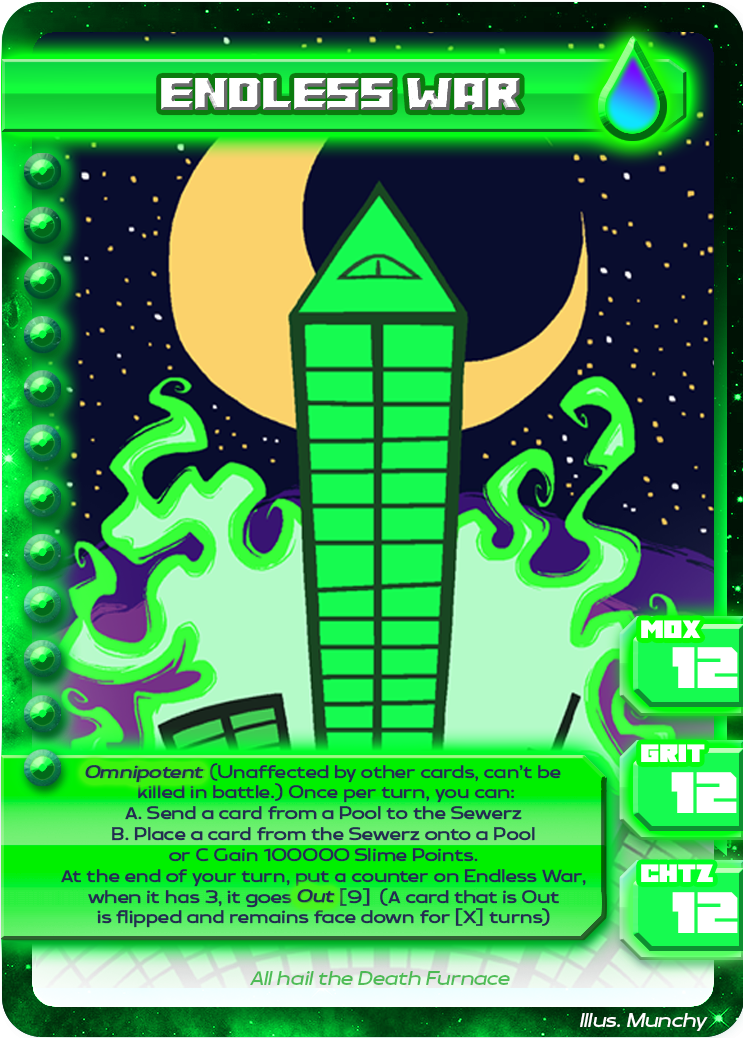 ENDLESS WAR
MOX
12
GRIT
12
CHTZ
12
Omnipotent (Unaffected by other cards, can't be
killed in battle.) Once per turn, you can:
A. Send a card from a Pool to the Sewerz
B. Place a card from the Sewerz onto a Pool
or C Gain 100000 Slime Points.
At the end of your turn, put a counter on Endless War,
when it has 3, it goes Out [9] (A card that is Out
is flipped and remains face down for [X] turns)
All hail the Death Furnace
Illus. Munchy